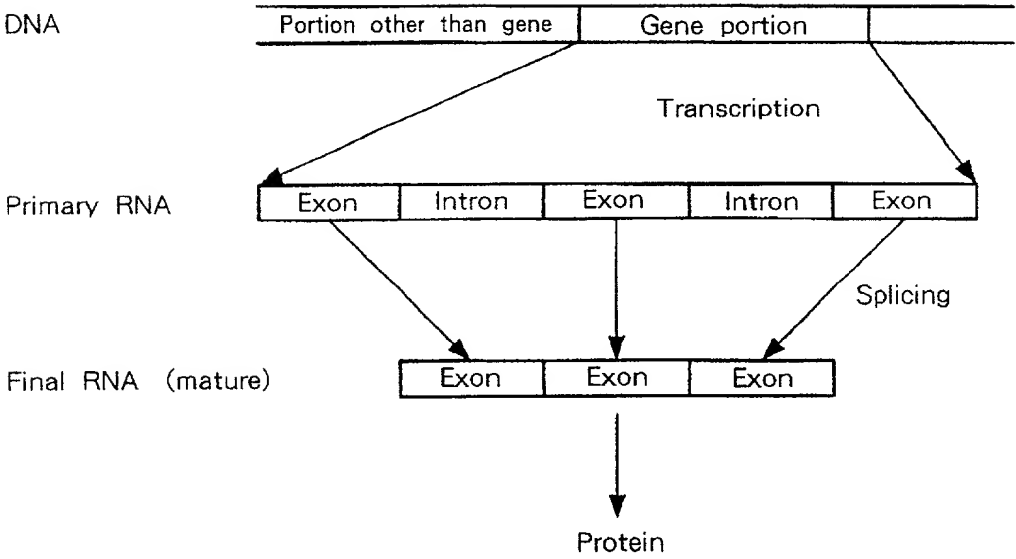 DNA
Portion other than gene
Gene portion
Transcription
Primary RNA
Exon
Intron
Exon
Intron
Exon
Splicing
Final RNA (mature)
Exon
Exon
Exon
Protein